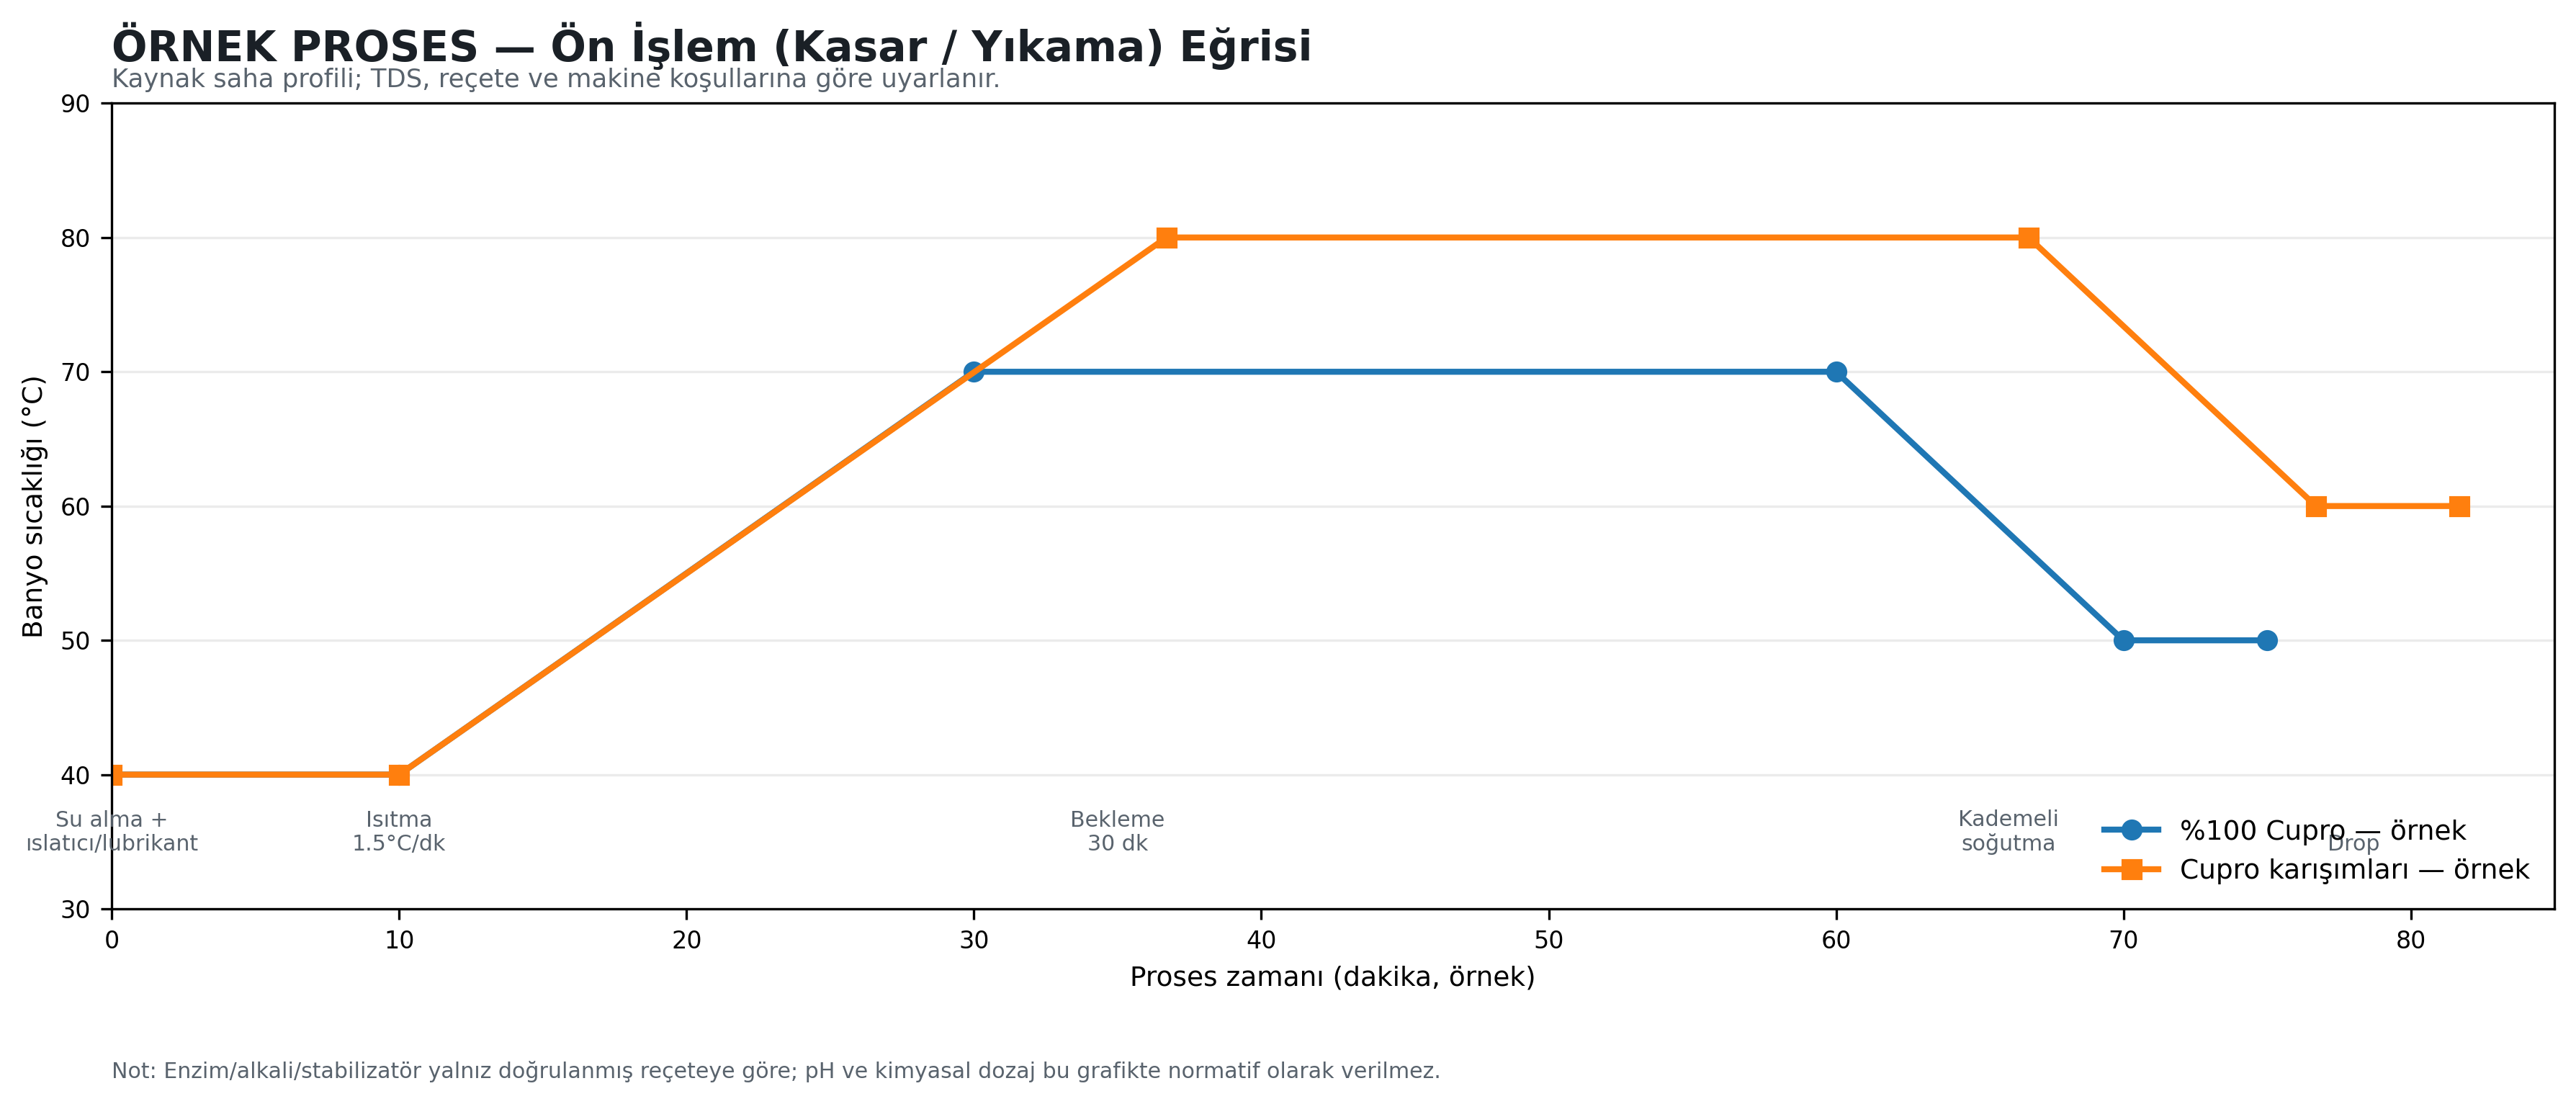 ÖRNEK PROSES — Ön İşlem (Kasar / Yıkama) Eğrisi
Kaynak saha profili; TDS, reçete ve makine koşullarına göre uyarlanır.
90
80
70
60
50
40
30
Banyo sıcaklığı (°C)
Su alma +
ıslatıcı/lubrikant
Isıtma
1.5°C/dk
Bekleme
30 dk
Kademeli
soğutma
Drop
%100 Cupro — örnek
Cupro karışımları — örnek
0 10 20 30 40 50 60 70 80
Proses zamanı (dakika, örnek)
Not: Enzim/alkali/stabilizatör yalnız doğrulanmış reçeteye göre; pH ve kimyasal dozaj bu grafikte normatif olarak verilmez.